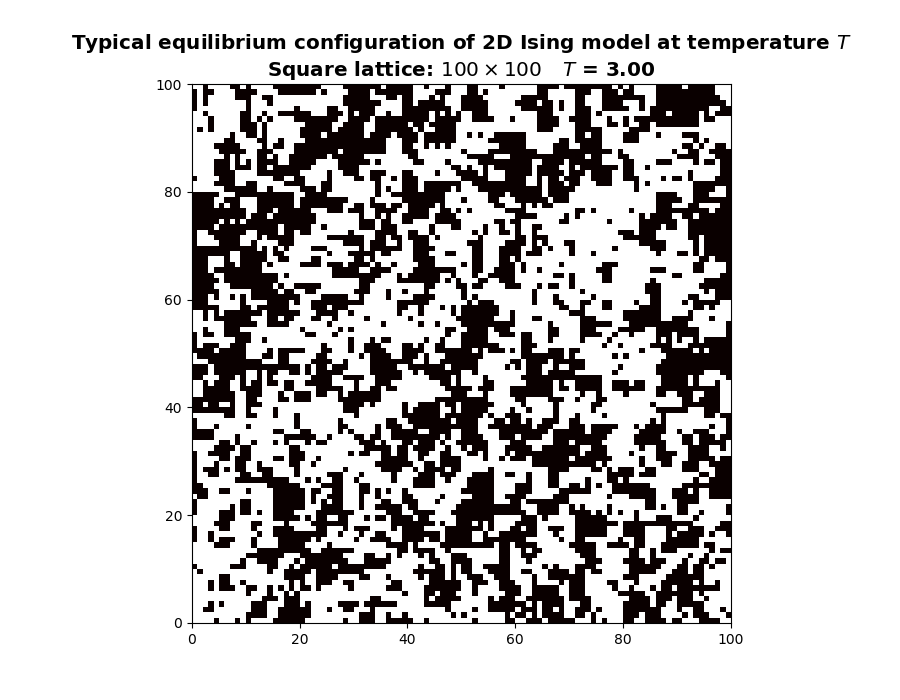 Typical equilibrium configuration of 2D Ising model at temperature T
Square lattice: 100 × 100 T = 3.00
100
80
60
40
20
0
0 20 40 60 80 100